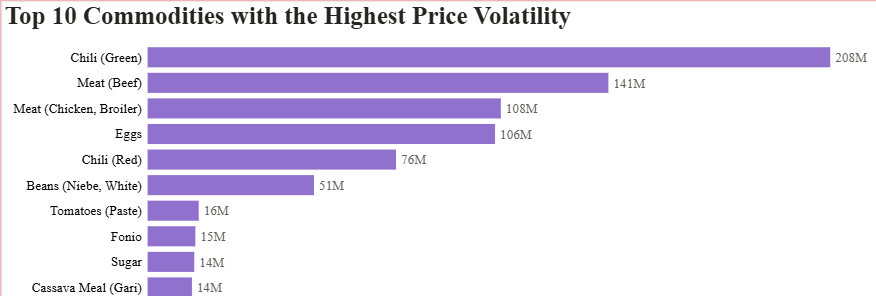 Top 10 Commodities with the Highest Price Volatility
Chili (Green) 208M
Meat (Beef) 141M
Meat (Chicken, Broiler) 108M
Eggs 106M
Chili (Red) 76M
Beans (Niebe, White) 51M
Tomatoes (Paste) 16M
Fonio 15M
Sugar 14M
Cassava Meal (Gari) 14M